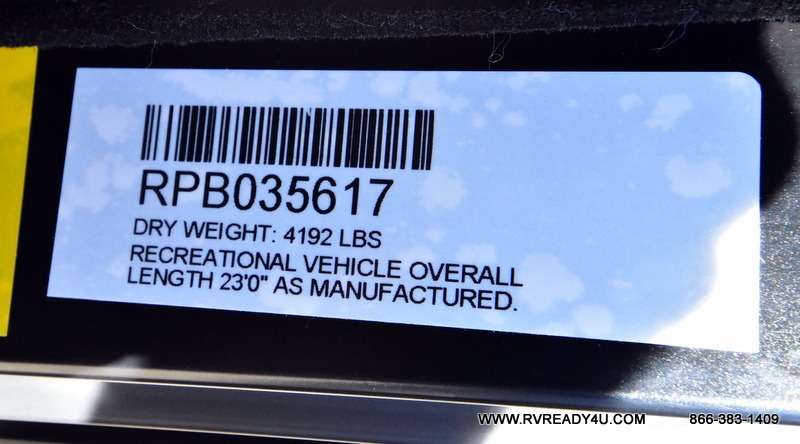 RPB035617
DRY WEIGHT: 4192 LBS
RECREATIONAL VEHICLE OVERALL
LENGTH 23'0" AS MANUFACTURED.
WWW.RVREADY4U.COM 866-383-1409